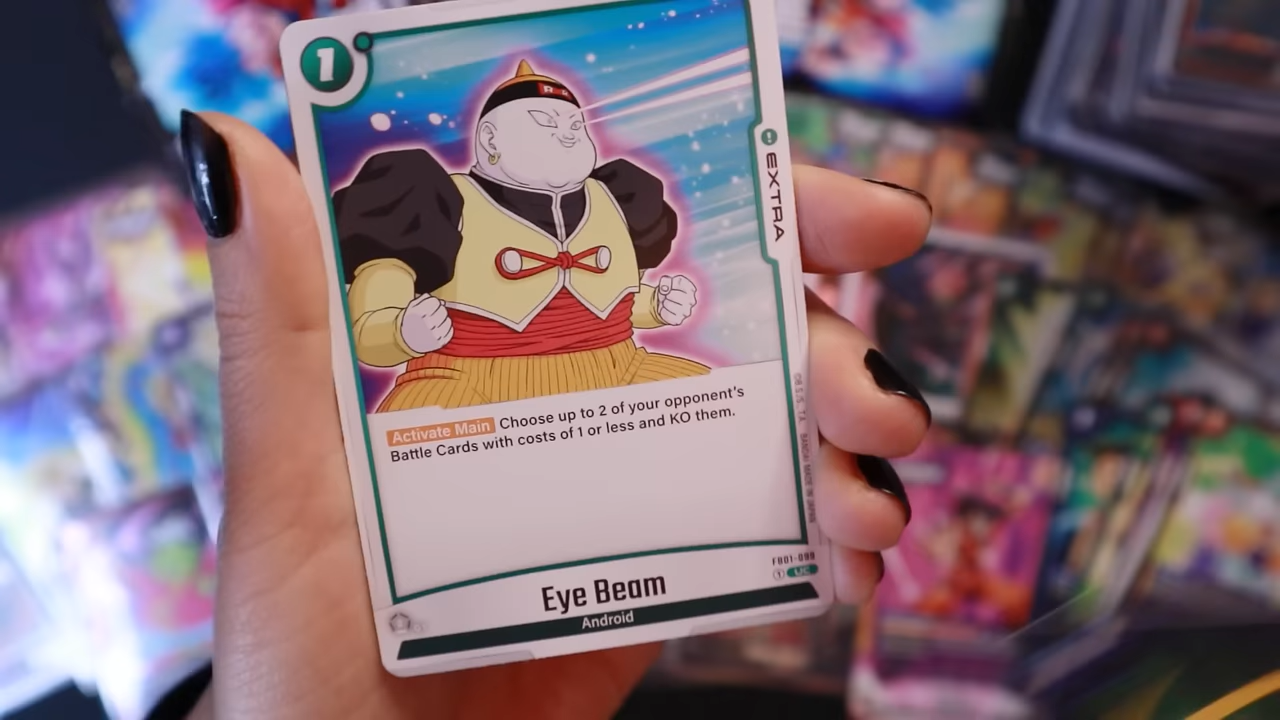 1
EXTRA
Activate Main Choose up to 2 of your opponent's
Battle Cards with costs of 1 or less and KO them.
FB01-099
1 UC
Eye Beam
Android